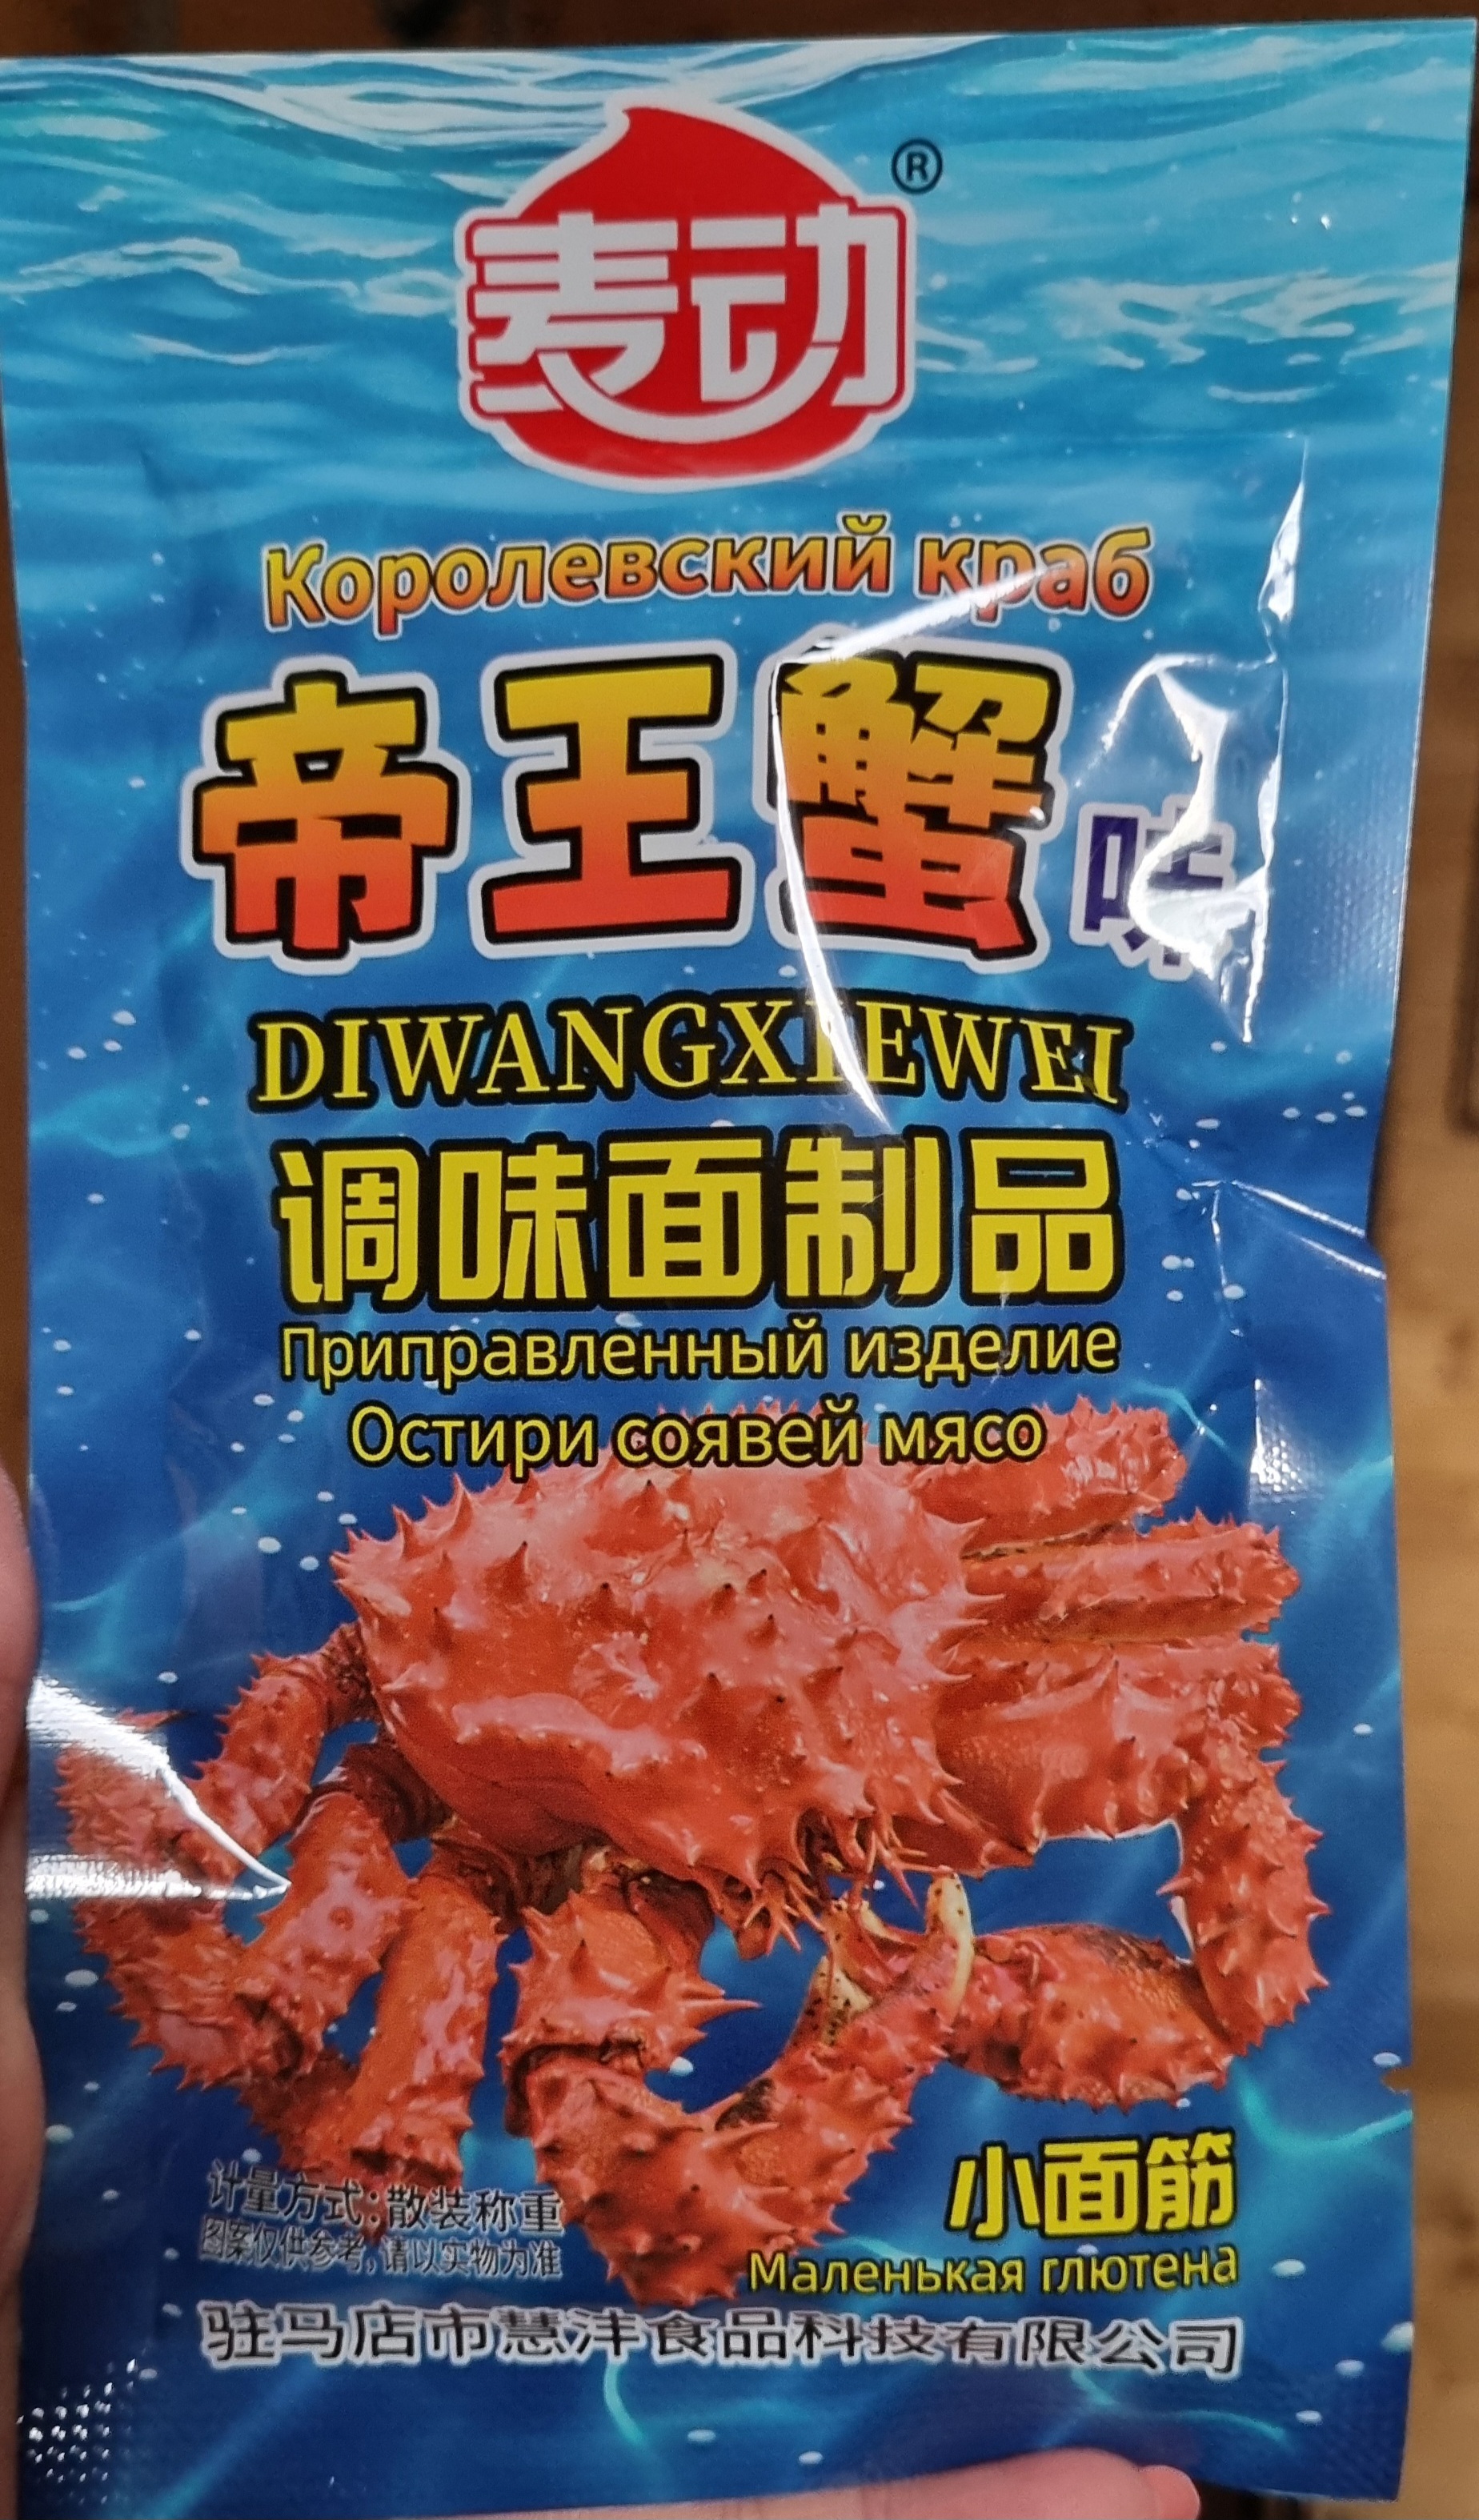 麦动®
Королевский краб
帝王蟹味
DIWANGXIEWEI
调味面制品
Приправленный изделие
Остири соявей мясо
小面筋
Маленькая глютена
计量方式:散装称重
图案仅供参考,请以实物为准
驻马店市慧沣食品科技有限公司